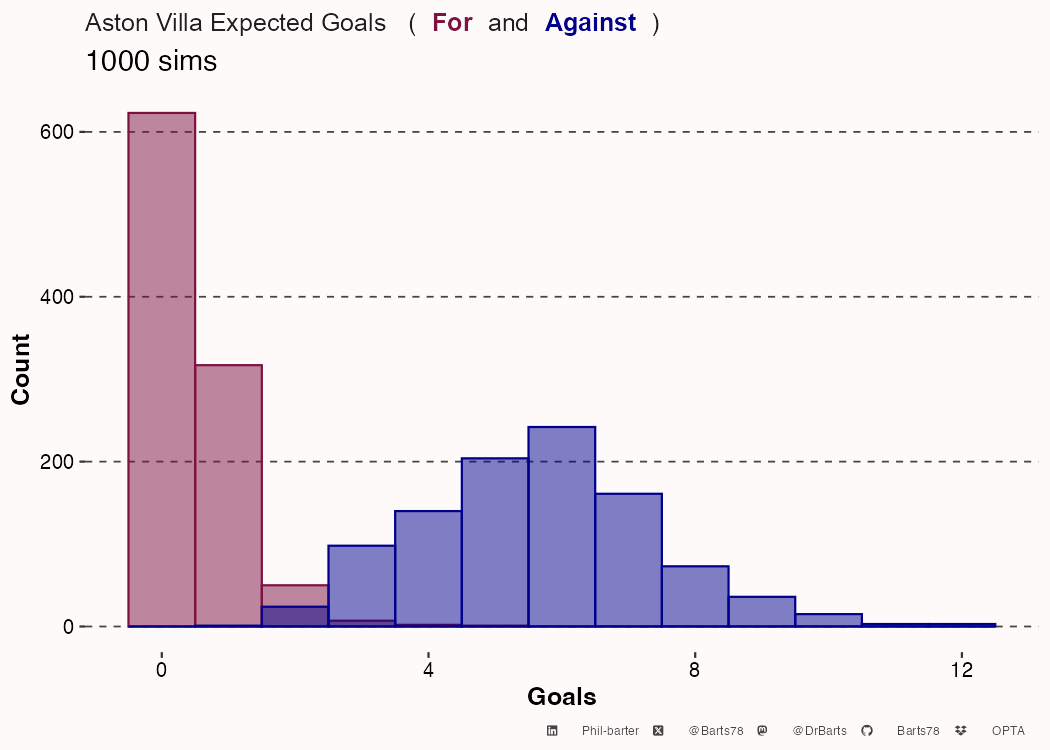 Aston Villa Expected Goals ( For and Against )
1000 sims
600
400
200
0
Count
0 4 8 12
Goals
Phil-barter @Barts78 @DrBarts Barts78 OPTA